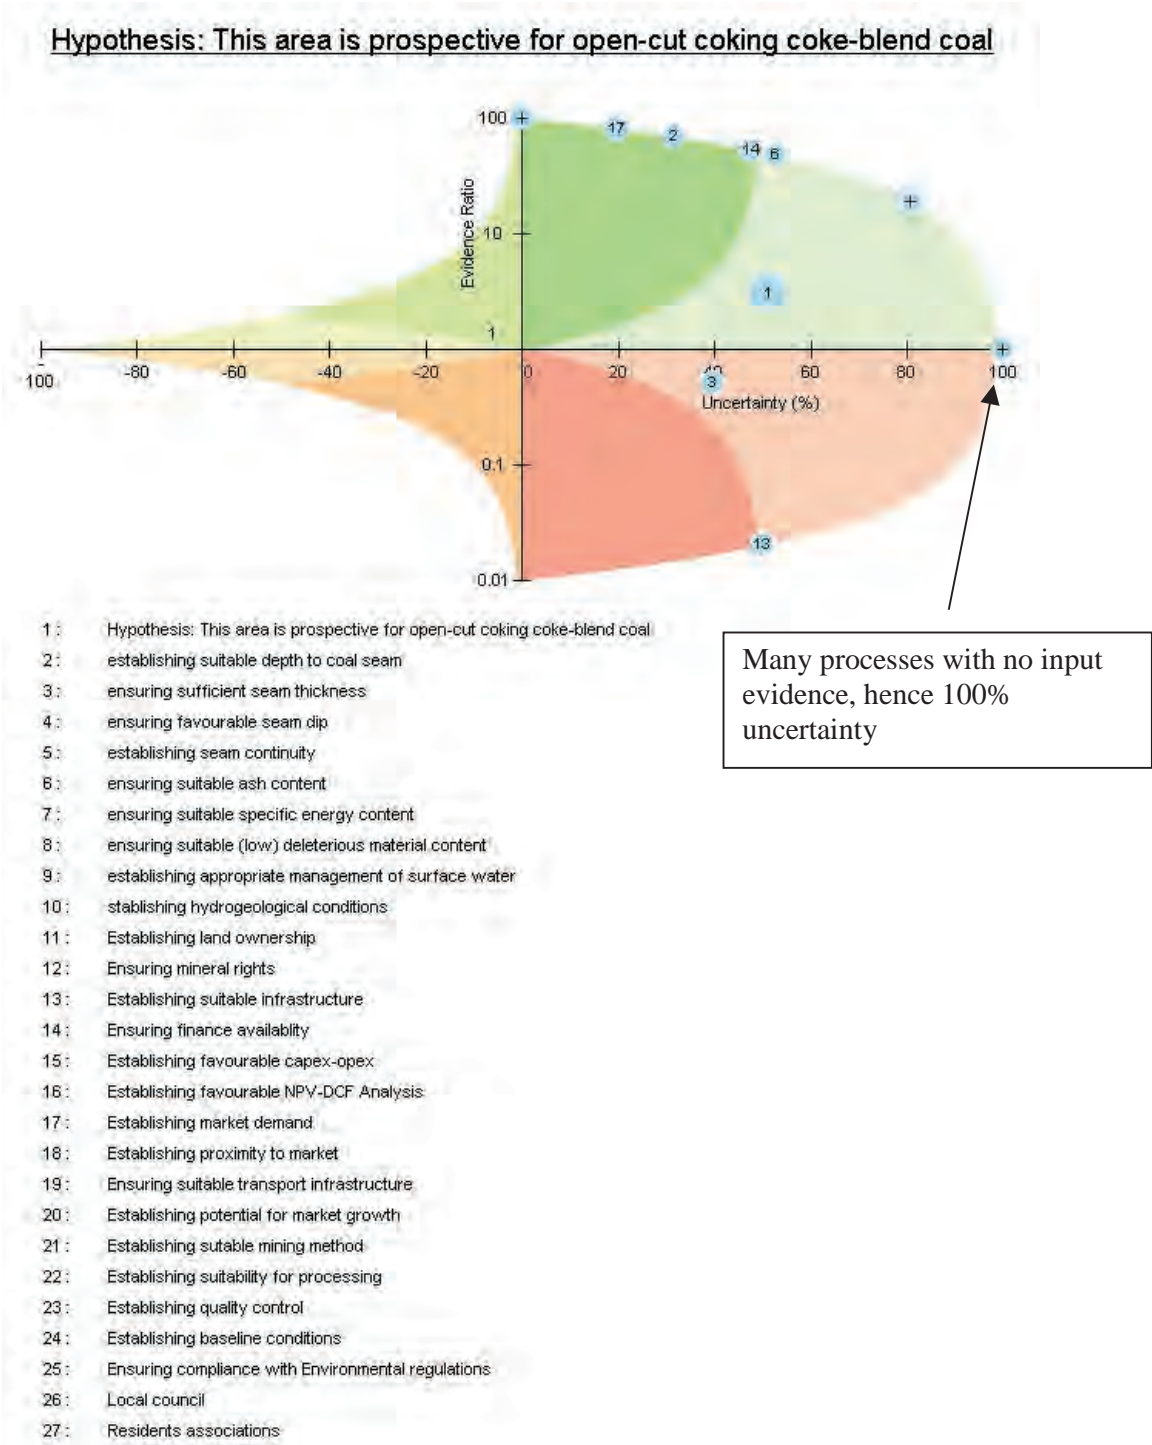 Hypothesis: This area is prospective for open-cut coking coke-blend coal
100
17
2
14
6
Evidence Ratio
10
1
1
-
100
-80
-60
-40
-20
0
20
40
60
80
100
3
Uncertainty (%)
0.1
13
0.01
Many processes with no input
evidence, hence 100%
uncertainty
1 : Hypothesis: This area is prospective for open-cut coking coke-blend coal
2 : establishing suitable depth to coal seam
3 : ensuring sufficient seam thickness
4 : ensuring favourable seam dip
5 : establishing seam continuity
6 : ensuring suitable ash content
7 : ensuring suitable specific energy content
8 : ensuring suitable (low) deleterious material content
9 : establishing appropriate management of surface water
10 : stablishing hydrogeological conditions
11 : Establishing land ownership
12 : Ensuring mineral rights
13 : Establishing suitable infrastructure
14 : Ensuring finance availablity
15 : Establishing favourable capex-opex
16 : Establishing favourable NPV-DCF Analysis
17 : Establishing market demand
18 : Establishing proximity to market
19 : Ensuring suitable transport infrastructure
20 : Establishing potential for market growth
21 : Establishing sutable mining method
22 : Establishing suitability for processing
23 : Establishing quality control
24 : Establishing baseline conditions
25 : Ensuring compliance with Environmental regulations
26 : Local council
27 : Residents associations